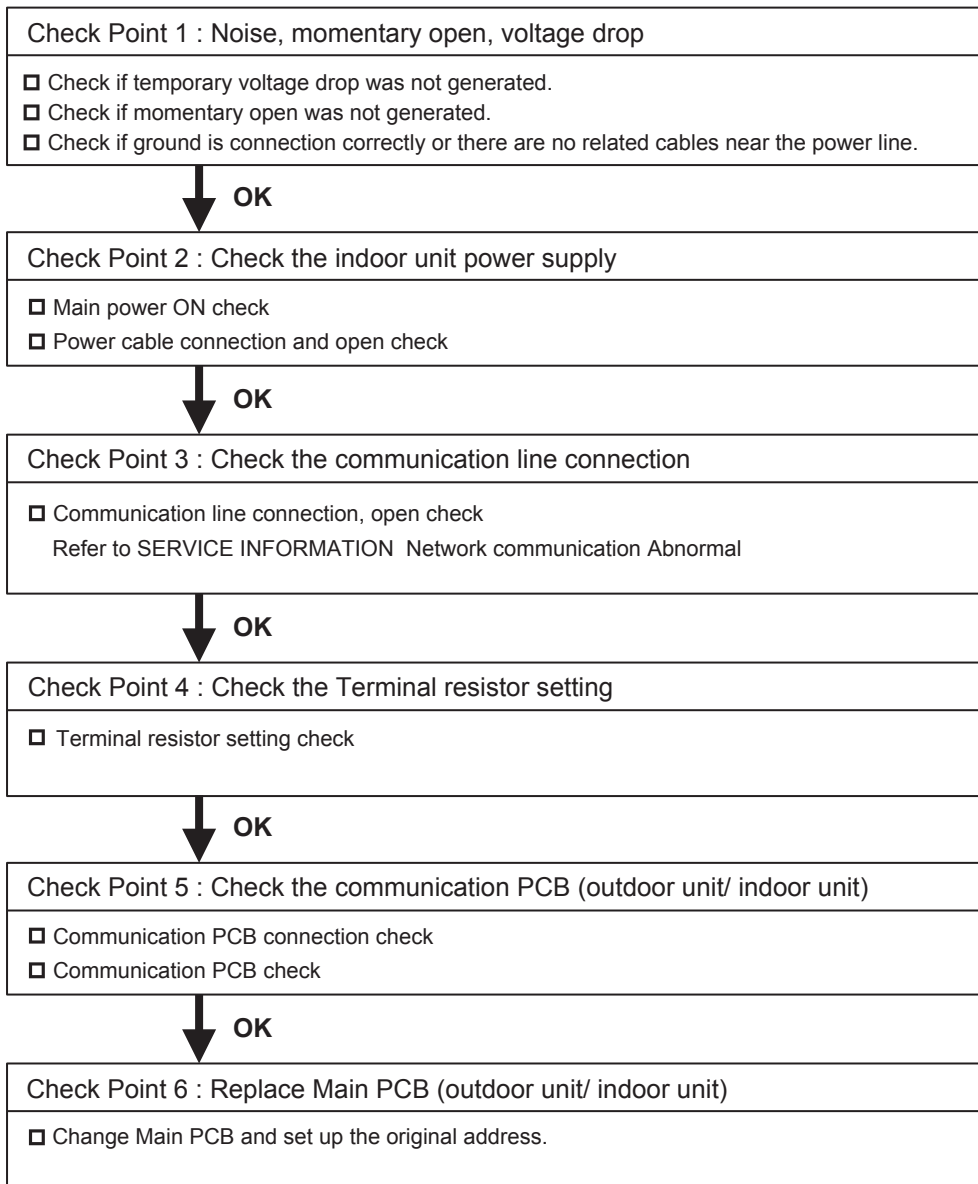 Check Point 1 : Noise, momentary open, voltage drop
Check if temporary voltage drop was not generated.
Check if momentary open was not generated.
Check if ground is connection correctly or there are no related cables near the power line.
OK
Check Point 2 : Check the indoor unit power supply
Main power ON check
Power cable connection and open check
OK
Check Point 3 : Check the communication line connection
Communication line connection, open check
Refer to SERVICE INFORMATION Network communication Abnormal
OK
Check Point 4 : Check the Terminal resistor setting
Terminal resistor setting check
OK
Check Point 5 : Check the communication PCB (outdoor unit/ indoor unit)
Communication PCB connection check
Communication PCB check
OK
Check Point 6 : Replace Main PCB (outdoor unit/ indoor unit)
Change Main PCB and set up the original address.